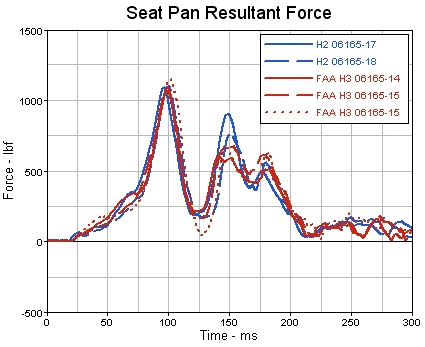 Seat Pan Resultant Force
1500
1000
500
0
-500
Force - lbf
H2 06165-17
H2 06165-18
FAA H3 06165-14
FAA H3 06165-15
FAA H3 06165-15
0 50 100 150 200 250 300
Time - ms